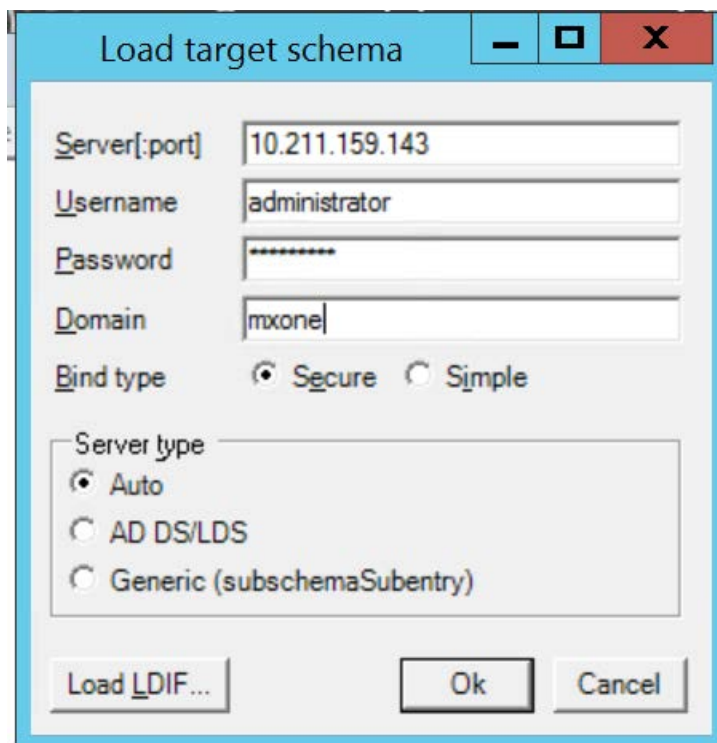 Load target schema
Server[:port] 10.211.159.143
Username administrator
Password *********
Domain mxone
Bind type Secure Simple
Server type
Auto
AD DS/LDS
Generic (subschemaSubentry)
Load LDIF... Ok Cancel